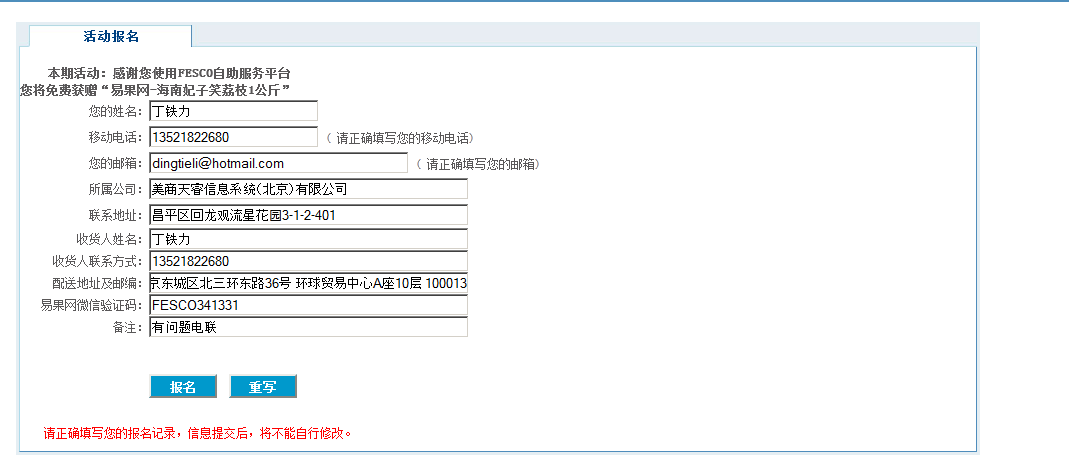 活动报名
本期活动：感谢您使用FESCO自助服务平台
您将免费获赠“易果网-海南妃子笑荔枝1公斤”
您的姓名： 丁铁力
移动电话： 13521822680 （ 请正确填写您的移动电话）
您的邮箱： dingtieli@hotmail.com （ 请正确填写您的邮箱）
所属公司： 美商天睿信息系统(北京)有限公司
联系地址： 昌平区回龙观流星花园3-1-2-401
收货人姓名： 丁铁力
收货人联系方式： 13521822680
配送地址及邮编： 京东城区北三环东路36号 环球贸易中心A座10层 100013
易果网微信验证码： FESCO341331
备注： 有问题电联
报名 重写
请正确填写您的报名记录，信息提交后，将不能自行修改。